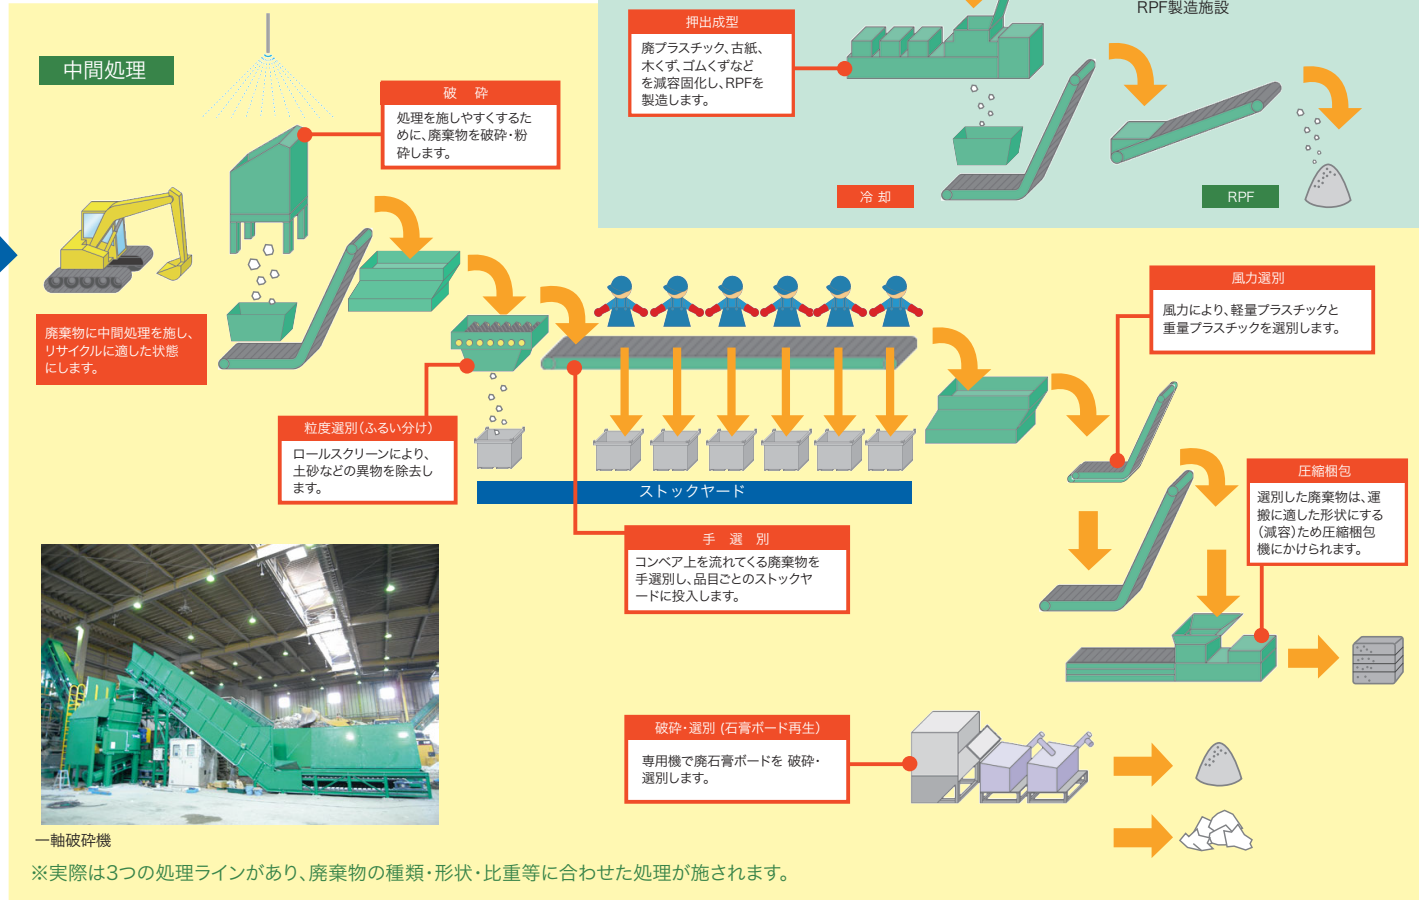 RPF製造施設
押出成型
廃プラスチック、古紙、
木くず、ゴムくずなど
を減容固化し、RPFを
製造します。
冷 却
RPF
中間処理
破 砕
処理を施しやすくするた
めに、廃棄物を破砕・粉
砕します。
廃棄物に中間処理を施し、
リサイクルに適した状態
にします。
粒度選別(ふるい分け)
ロールスクリーンにより、
土砂などの異物を除去し
ます。
ストックヤード
手 選 別
コンベア上を流れてくる廃棄物を
手選別し、品目ごとのストックヤ
ードに投入します。
風力選別
風力により、軽量プラスチックと
重量プラスチックを選別します。
圧縮梱包
選別した廃棄物は、運
搬に適した形状にする
(減容)ため圧縮梱包
機にかけられます。
破砕・選別 (石膏ボード再生)
専用機で廃石膏ボードを 破砕・
選別します。
一軸破砕機
※実際は3つの処理ラインがあり、廃棄物の種類・形状・比重等に合わせた処理が施されます。